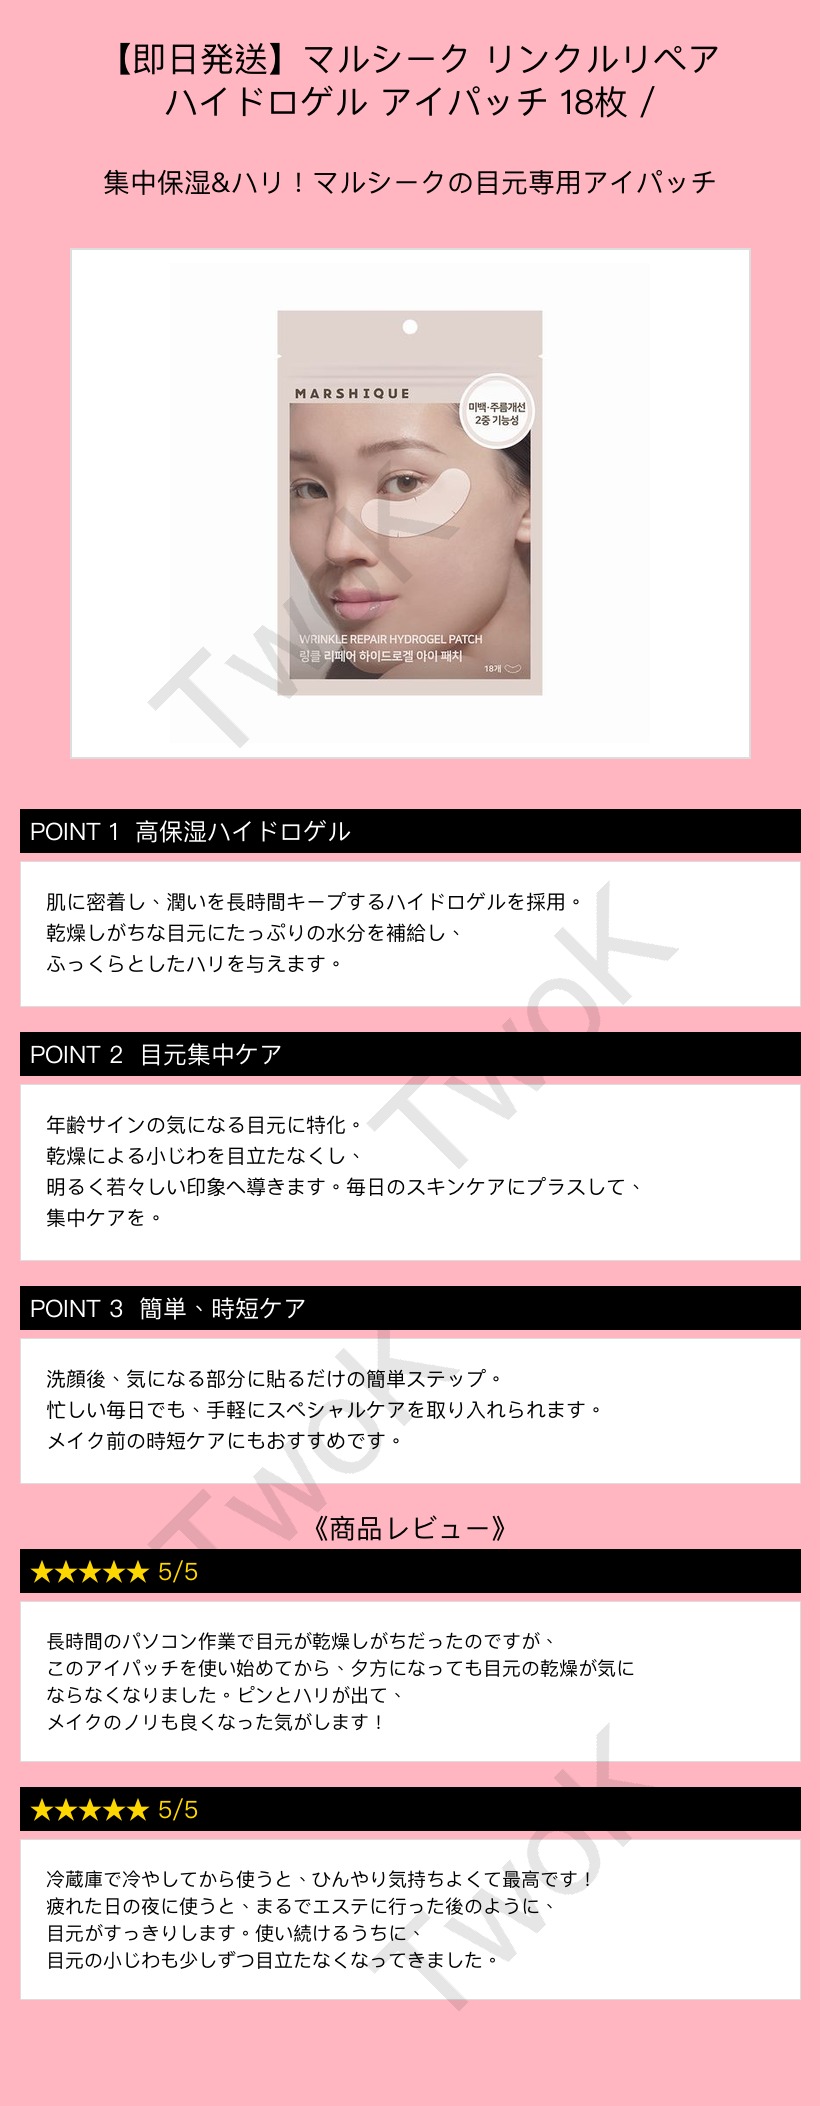 【即日発送】マルシーク リンクルリペア
ハイドロゲル アイパッチ 18枚 /
集中保湿&ハリ！マルシークの目元専用アイパッチ
MARSHIQUE
미백·주름개선
2중 기능성
WRINKLE REPAIR HYDROGEL PATCH
링클 리페어 하이드로겔 아이 패치
18개
TwoK
POINT 1 高保湿ハイドロゲル
肌に密着し、潤いを長時間キープするハイドロゲルを採用。
乾燥しがちな目元にたっぷりの水分を補給し、
ふっくらとしたハリを与えます。
TwoK
POINT 2 目元集中ケア
年齢サインの気になる目元に特化。
乾燥による小じわを目立たなくし、
明るく若々しい印象へ導きます。毎日のスキンケアにプラスして、
集中ケアを。
POINT 3 簡単、時短ケア
洗顔後、気になる部分に貼るだけの簡単ステップ。
忙しい毎日でも、手軽にスペシャルケアを取り入れられます。
メイク前の時短ケアにもおすすめです。
TwoK
《商品レビュー》
★★★★★ 5/5
長時間のパソコン作業で目元が乾燥しがちだったのですが、
このアイパッチを使い始めてから、夕方になっても目元の乾燥が気に
ならなくなりました。ピンとハリが出て、
メイクのノリも良くなった気がします！
★★★★★ 5/5
冷蔵庫で冷やしてから使うと、ひんやり気持ちよくて最高です！
疲れた日の夜に使うと、まるでエステに行った後のように、
目元がすっきりします。使い続けるうちに、
目元の小じわも少しずつ目立たなくなってきました。
TwoK